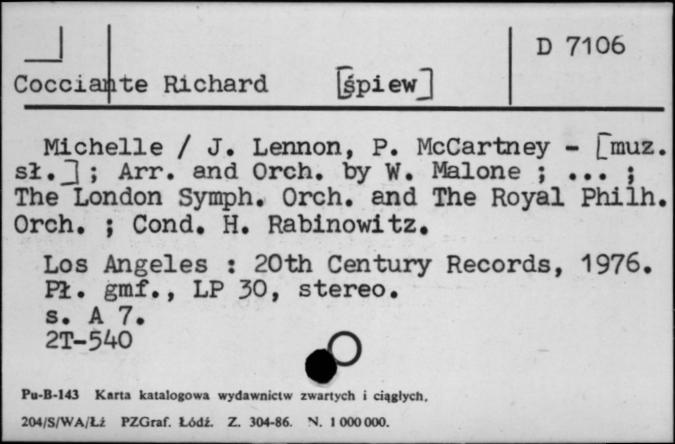 D 7106
Cocciante Richard [śpiew]
Michelle / J. Lennon, P. McCartney - [muz.
sł.] ; Arr. and Orch. by W. Malone ; ... ;
The London Symph. Orch. and The Royal Philh.
Orch. ; Cond. H. Rabinowitz.
Los Angeles : 20th Century Records, 1976.
Pł. gmf., LP 30, stereo.
s. A 7.
2T-540
Pu-B-143 Karta katalogowa wydawnictw zwartych i ciągłych.
204/S/WA/Łź PZGraf. Łódź. Z. 304-86. N. 1 000 000.